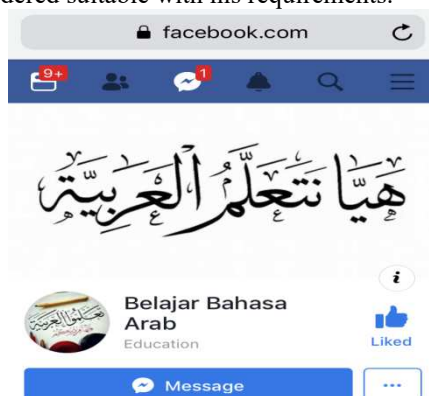 dered suitable with his requirements.
facebook.com
9+
1
هَيَّا نَتَعَلَّمُ الْعَرَبِيَّةَ
Belajar Bahasa
Arab
Education
Liked
Message